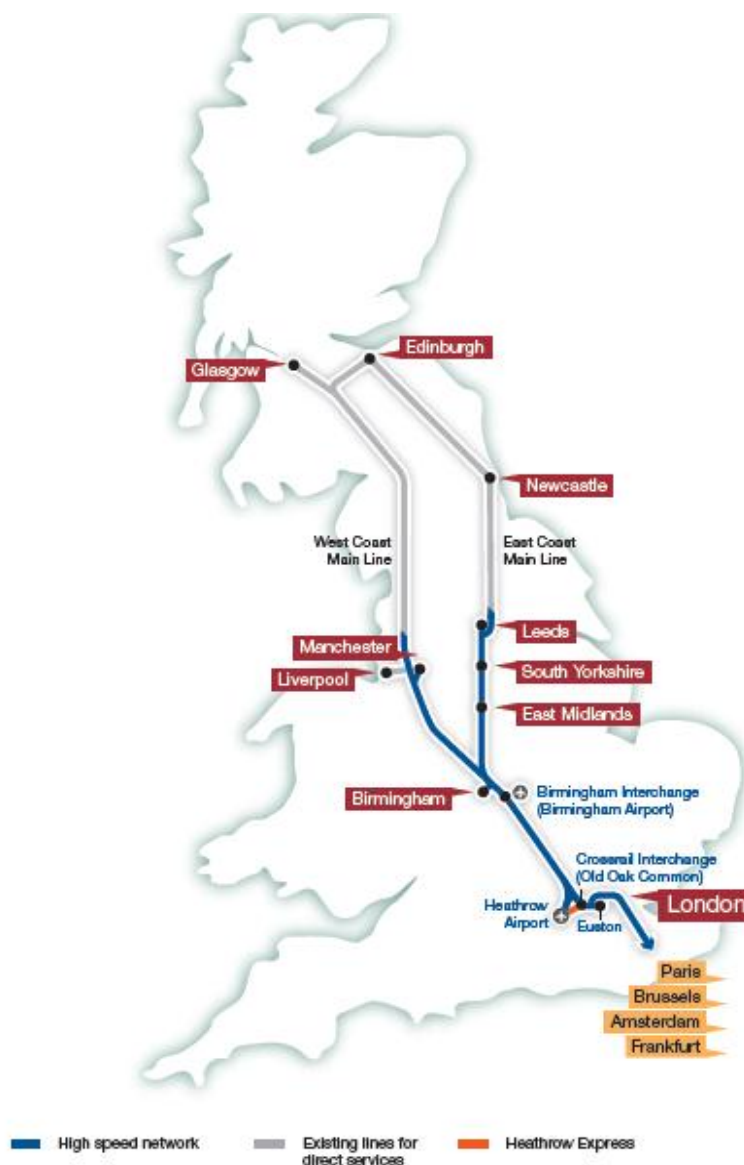 Edinburgh
Glasgow
Newcastle
West Coast
Main Line
East Coast
Main Line
Leeds
Manchester
South Yorkshire
Liverpool
East Midlands
Birmingham
Birmingham Interchange
(Birmingham Airport)
Crossrail Interchange
(Old Oak Common)
London
Heathrow
Airport
Euston
Paris
Brussels
Amsterdam
Frankfurt
High speed network
Existing lines for
direct services
Heathrow Express